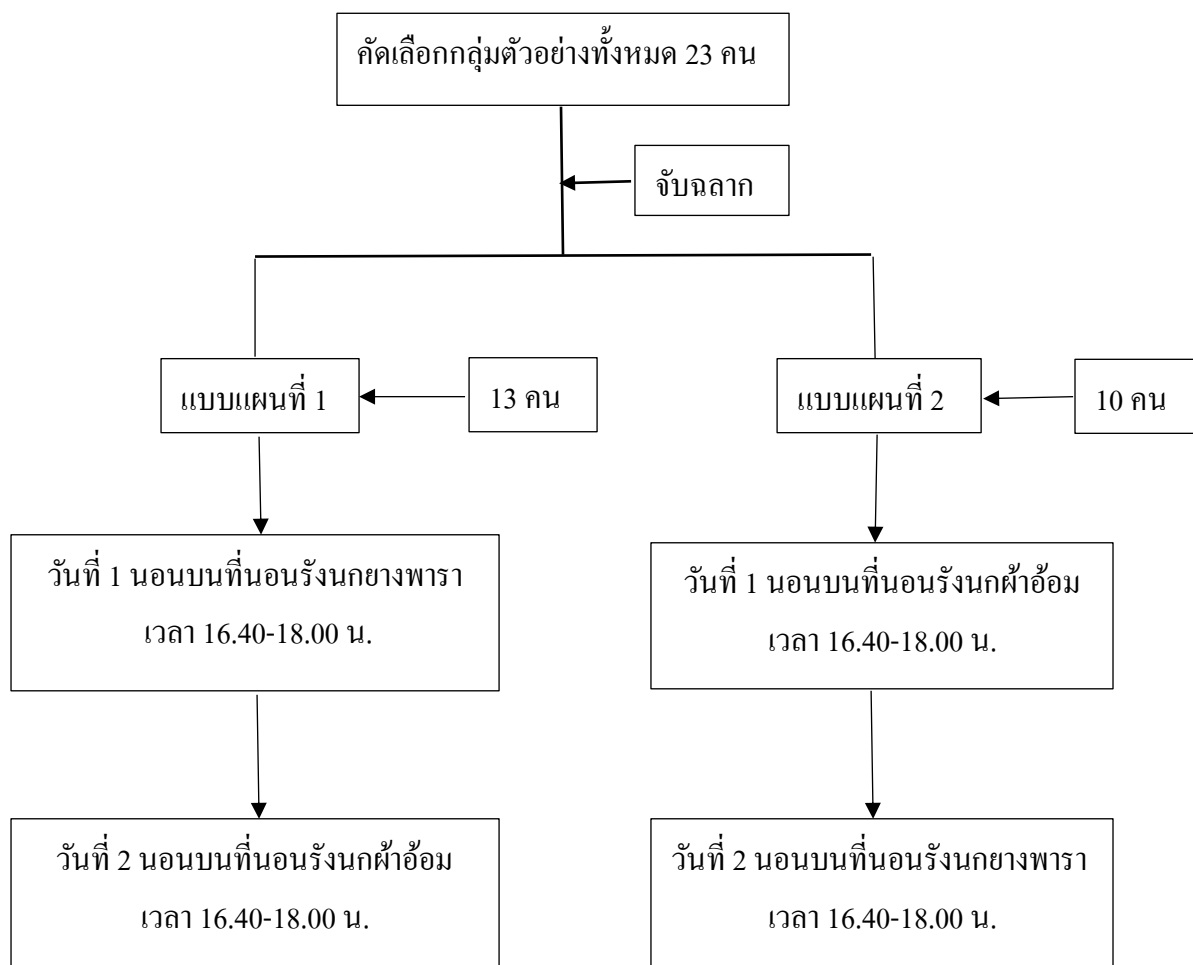 คัดเลือกกลุ่มตัวอย่างทั้งหมด 23 คน
จับฉลาก
แบบแผนที่ 1
13 คน
แบบแผนที่ 2
10 คน
วันที่ 1 นอนบนที่นอนรังนกยางพารา
เวลา 16.40-18.00 น.
วันที่ 1 นอนบนที่นอนรังนกผ้าอ้อม
เวลา 16.40-18.00 น.
วันที่ 2 นอนบนที่นอนรังนกผ้าอ้อม
เวลา 16.40-18.00 น.
วันที่ 2 นอนบนที่นอนรังนกยางพารา
เวลา 16.40-18.00 น.